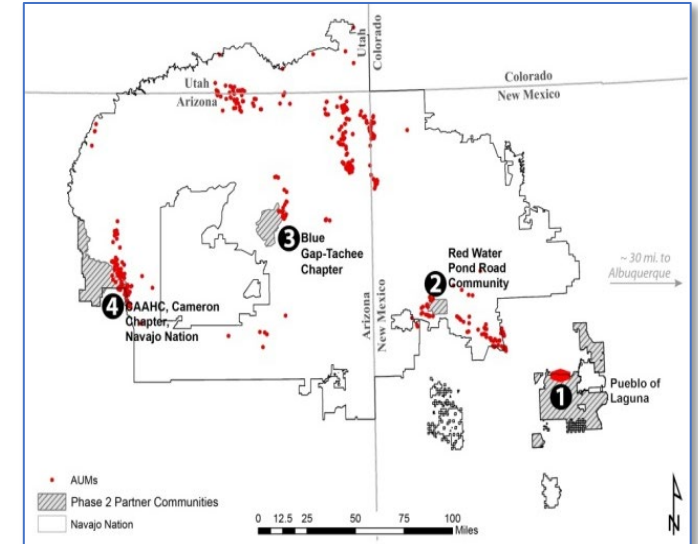 Utah
Colorado
Utah
Arizona
Colorado
New Mexico
3 Blue
Gap-Tachee
Chapter
Red Water
Pond Road
Community
2
~ 30 mi. to
Albuquerque
4 CAAHC, Cameron
Chapter,
Navajo Nation
Arizona
New Mexico
1
Pueblo of
Laguna
AUMs
Phase 2 Partner Communities
Navajo Nation
0 12.5 25 50 75 100
Miles
N